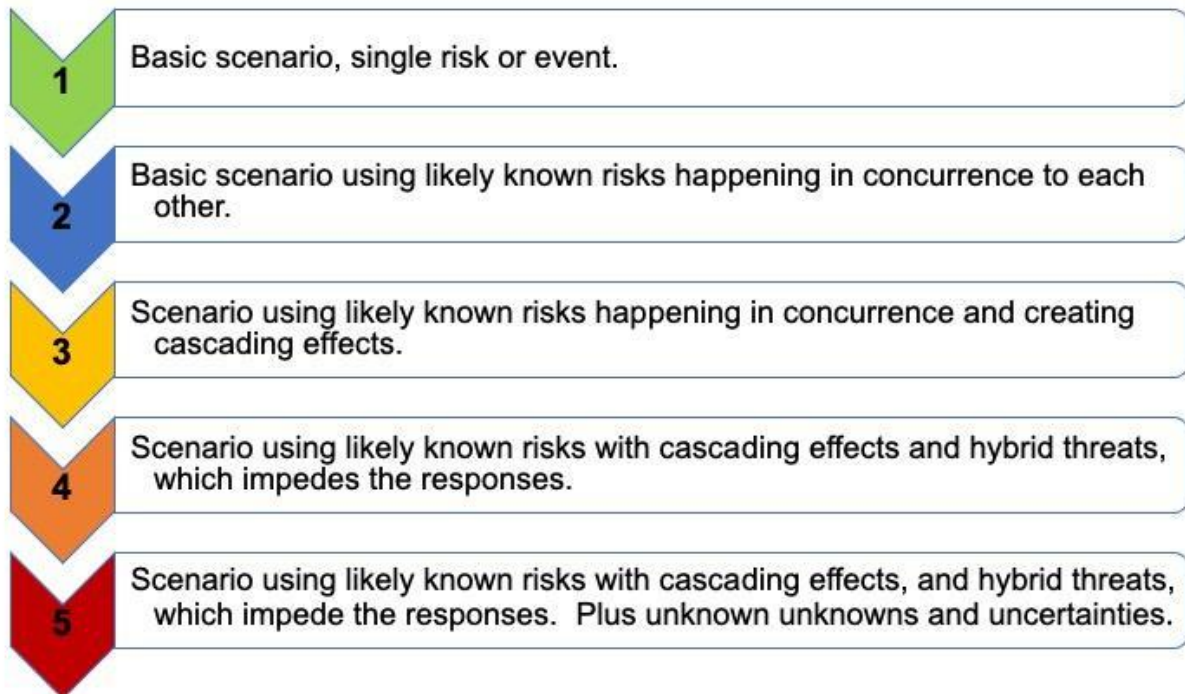 1
Basic scenario, single risk or event.
2
Basic scenario using likely known risks happening in concurrence to each
other.
3
Scenario using likely known risks happening in concurrence and creating
cascading effects.
4
Scenario using likely known risks with cascading effects and hybrid threats,
which impedes the responses.
5
Scenario using likely known risks with cascading effects, and hybrid threats,
which impede the responses.  Plus unknown unknowns and uncertainties.